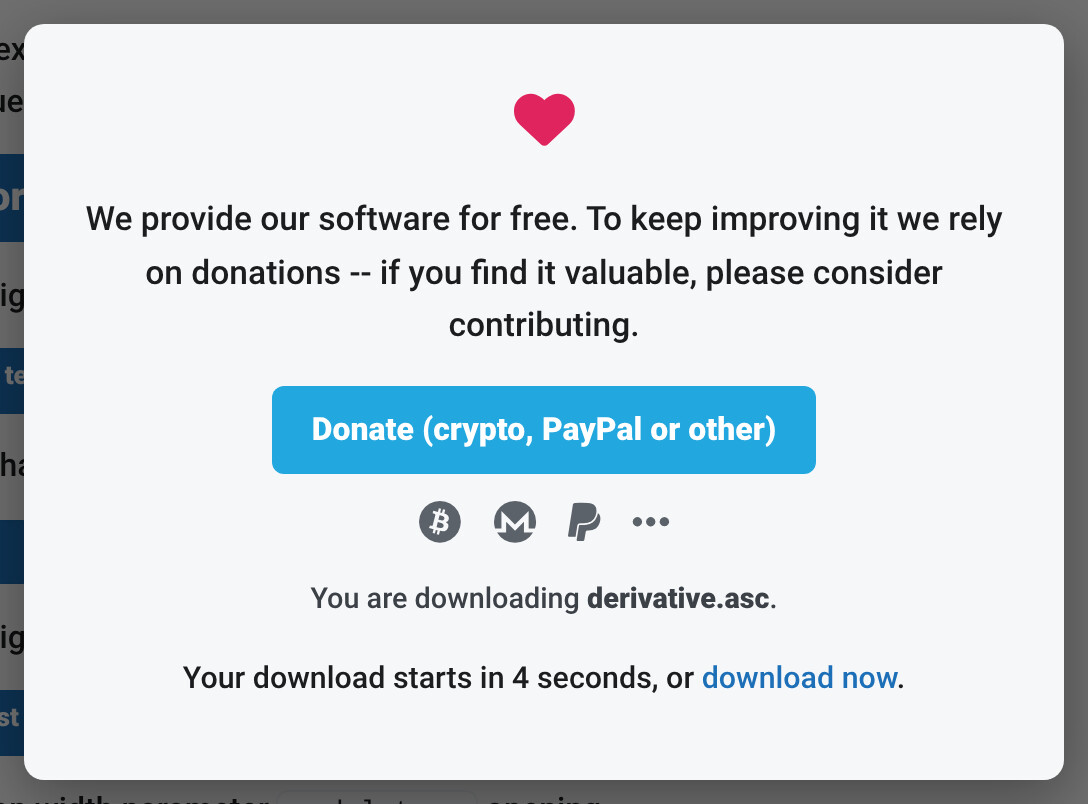 We provide our software for free. To keep improving it we rely
on donations -- if you find it valuable, please consider
contributing.
Donate (crypto, PayPal or other)
You are downloading derivative.asc.
Your download starts in 4 seconds, or download now.